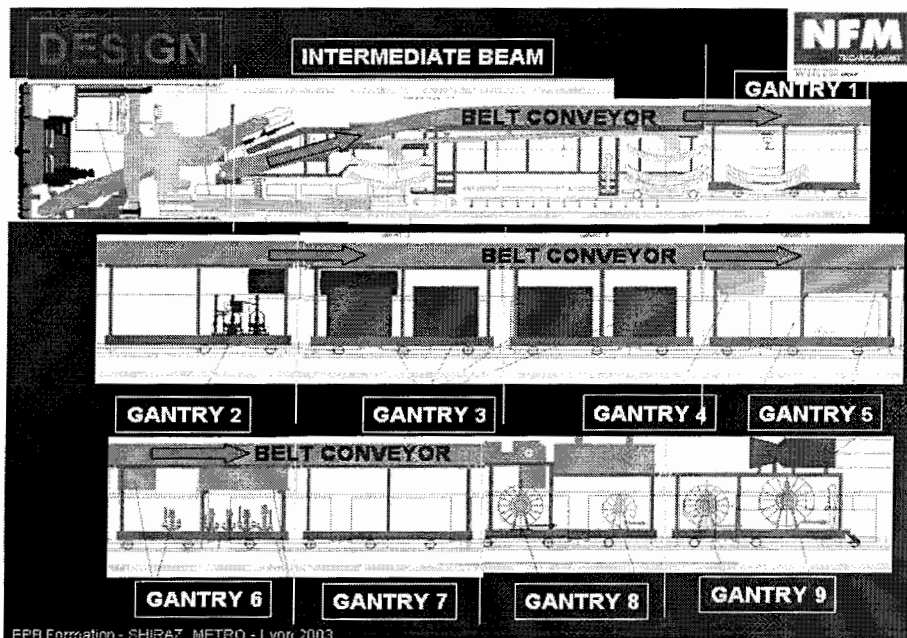 DESIGN
INTERMEDIATE BEAM
NFM
TECHNOLOGIES
GANTRY 1
BELT CONVEYOR
BELT CONVEYOR
GANTRY 2
GANTRY 3
GANTRY 4
GANTRY 5
BELT CONVEYOR
GANTRY 6
GANTRY 7
GANTRY 8
GANTRY 9
EPB Formation - SHIRAZ METRO - Lyon 2003